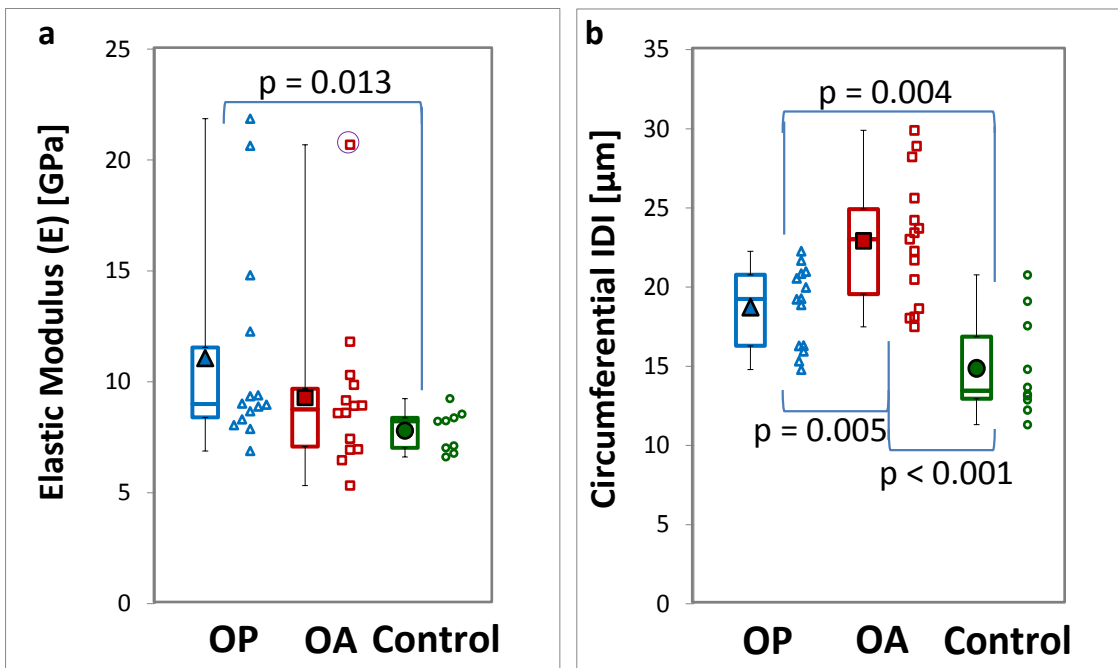 a
Elastic Modulus (E) [GPa]
25
20
15
10
5
0
p = 0.013
OP OA Control
b
Circumferential IDI [µm]
35
30
25
20
15
10
5
0
p = 0.004
p = 0.005
p < 0.001
OP OA Control